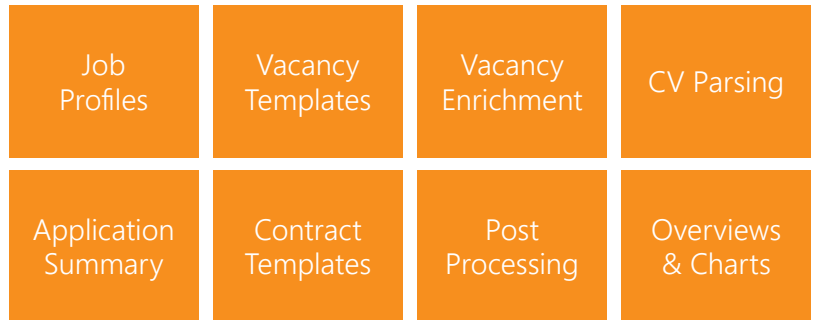 Job
Profiles
Vacancy
Templates
Vacancy
Enrichment
CV Parsing
Application
Summary
Contract
Templates
Post
Processing
Overviews
& Charts